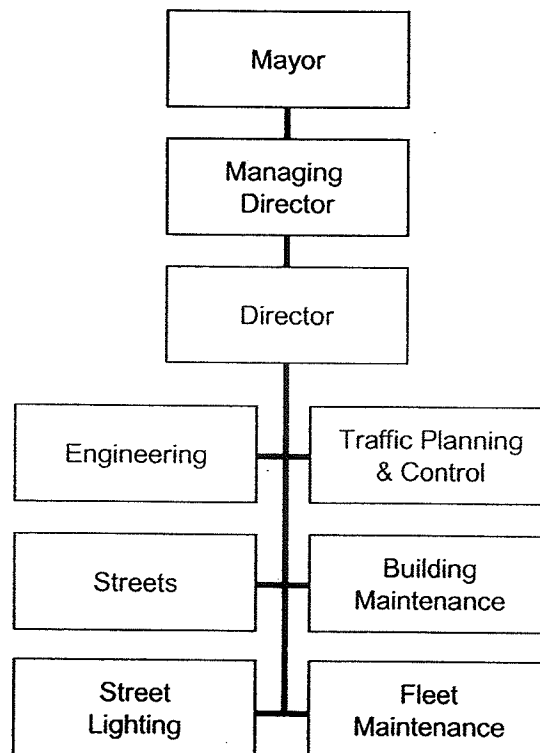 Mayor
Managing
Director
Director
Engineering
Traffic Planning
& Control
Streets
Building
Maintenance
Street
Lighting
Fleet
Maintenance